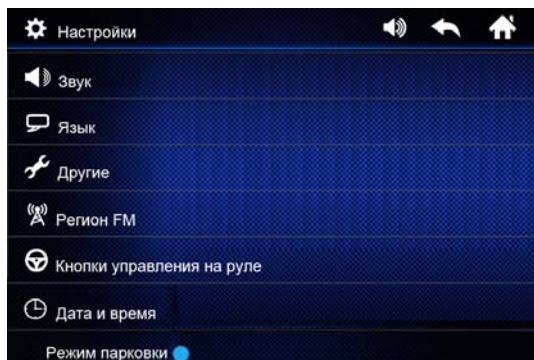 Настройки
Звук
Язык
Другие
Регион FM
Кнопки управления на руле
Дата и время
Режим парковки